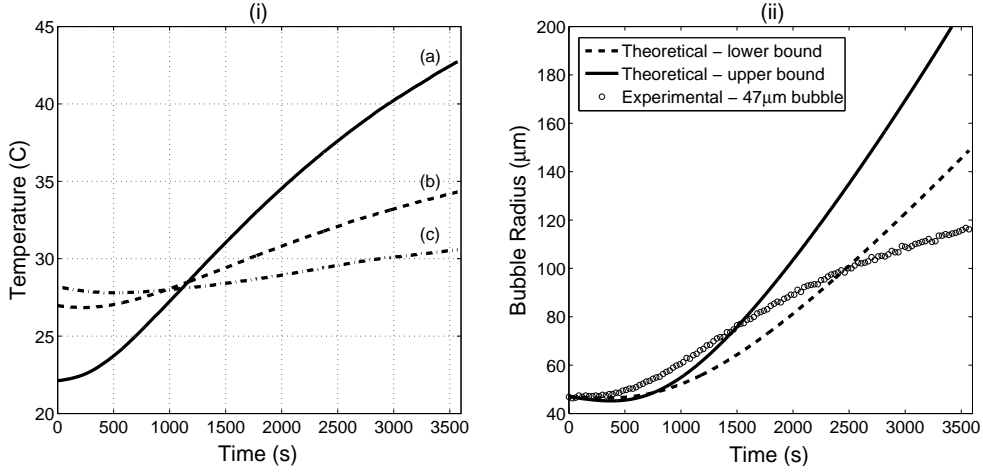 (i)
45
40
35
30
25
20
Temperature (C)
(a)
(b)
(c)
0 500 1000 1500 2000 2500 3000 3500
Time (s)
(ii)
200
180
160
140
120
100
80
60
40
Bubble Radius (μm)
Theoretical − lower bound
Theoretical − upper bound
Experimental − 47μm bubble
0 500 1000 1500 2000 2500 3000 3500
Time (s)